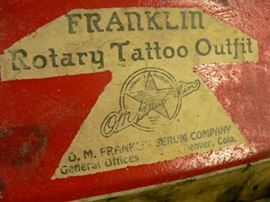 FRANKLIN
Rotary Tattoo Outfit
O. M. FRANKLIN SERUM COMPANY
General Offices Denver, Colo.